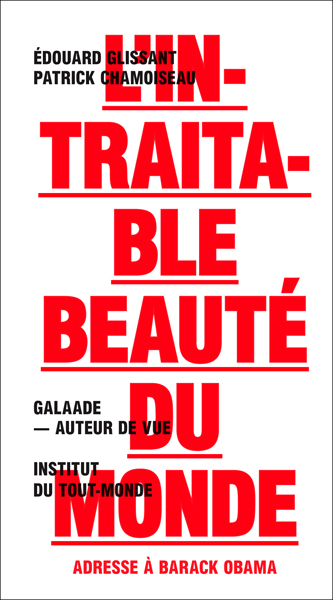 ÉDOUARD GLISSANT
PATRICK CHAMOISEAU
L'IN-
TRAITA-
BLE
BEAUTÉ
DU
MONDE
GALAADE
— AUTEUR DE VUE
INSTITUT
DU TOUT-MONDE
ADRESSE À BARACK OBAMA